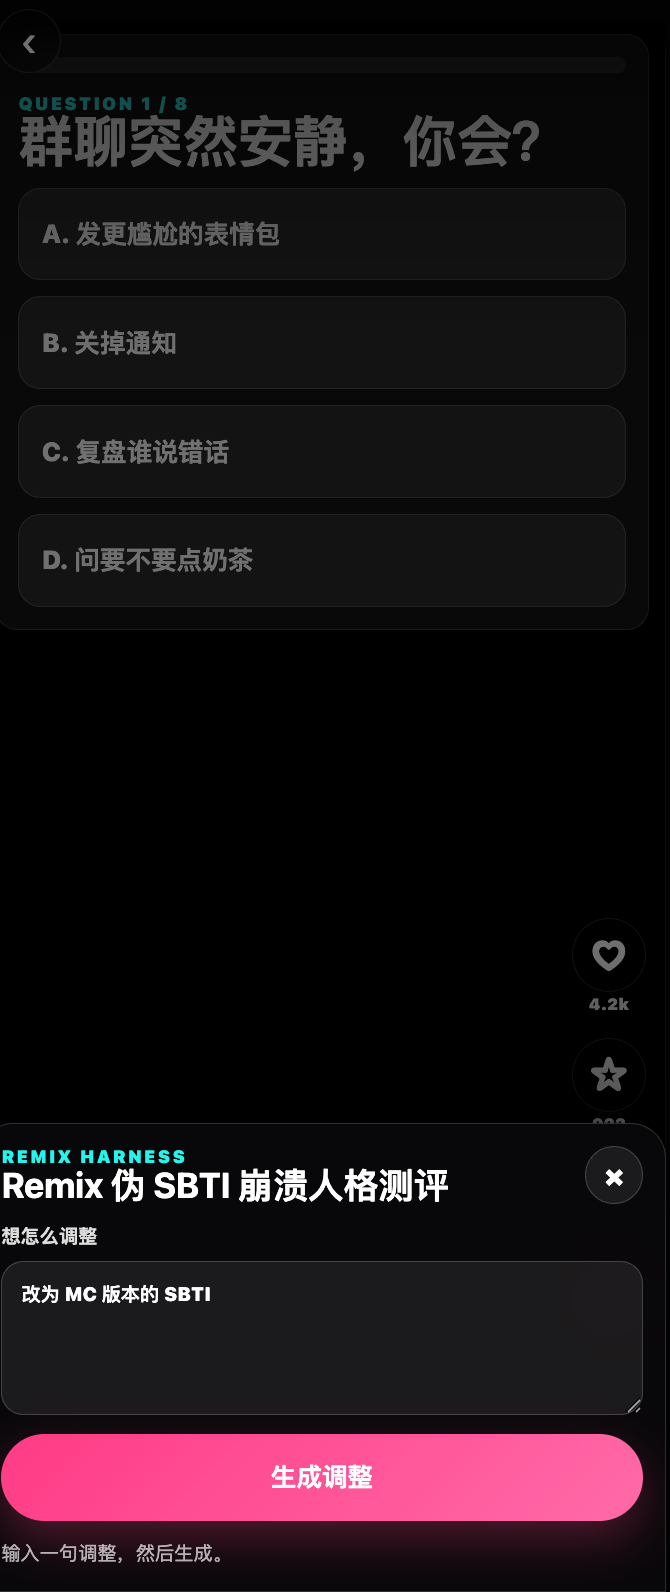 QUESTION 1 / 8
群聊突然安静，你会?
A. 发更尴尬的表情包
B. 关掉通知
C. 复盘谁说错话
D. 问要不要点奶茶
4.2k
REMIX HARNESS
Remix 伪 SBTI 崩溃人格测评
想怎么调整
改为 MC 版本的 SBTI
生成调整
输入一句调整，然后生成。